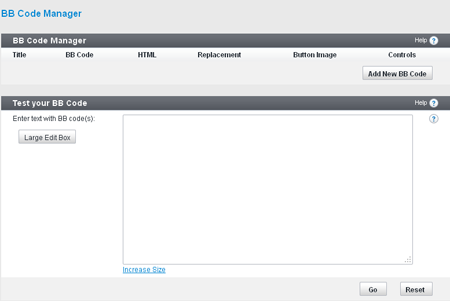 BB Code Manager
BB Code Manager Help ?
Title BB Code HTML Replacement Button Image Controls
Add New BB Code
Test your BB Code Help ?
Enter text with BB code(s): ?
Large Edit Box
Increase Size
Go Reset